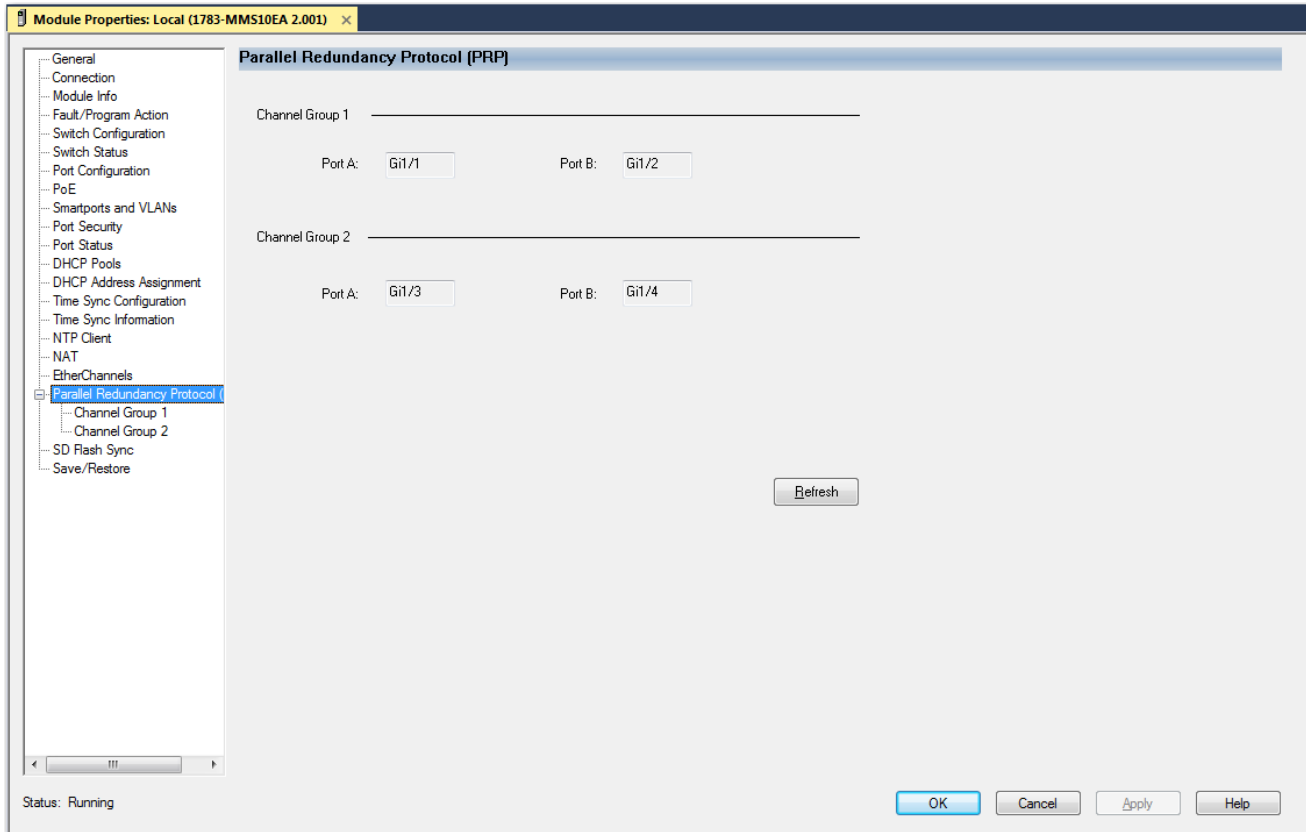 Module Properties: Local (1783-MMS10EA 2.001) ×
General
Connection
Module Info
Fault/Program Action
Switch Configuration
Switch Status
Port Configuration
PoE
Smartports and VLANs
Port Security
Port Status
DHCP Pools
DHCP Address Assignment
Time Sync Configuration
Time Sync Information
NTP Client
NAT
EtherChannels
Parallel Redundancy Protocol (
Channel Group 1
Channel Group 2
SD Flash Sync
Save/Restore
Parallel Redundancy Protocol (PRP)
Channel Group 1
Port A: Gi1/1 Port B: Gi1/2
Channel Group 2
Port A: Gi1/3 Port B: Gi1/4
Refresh
Status: Running
OK Cancel Apply Help